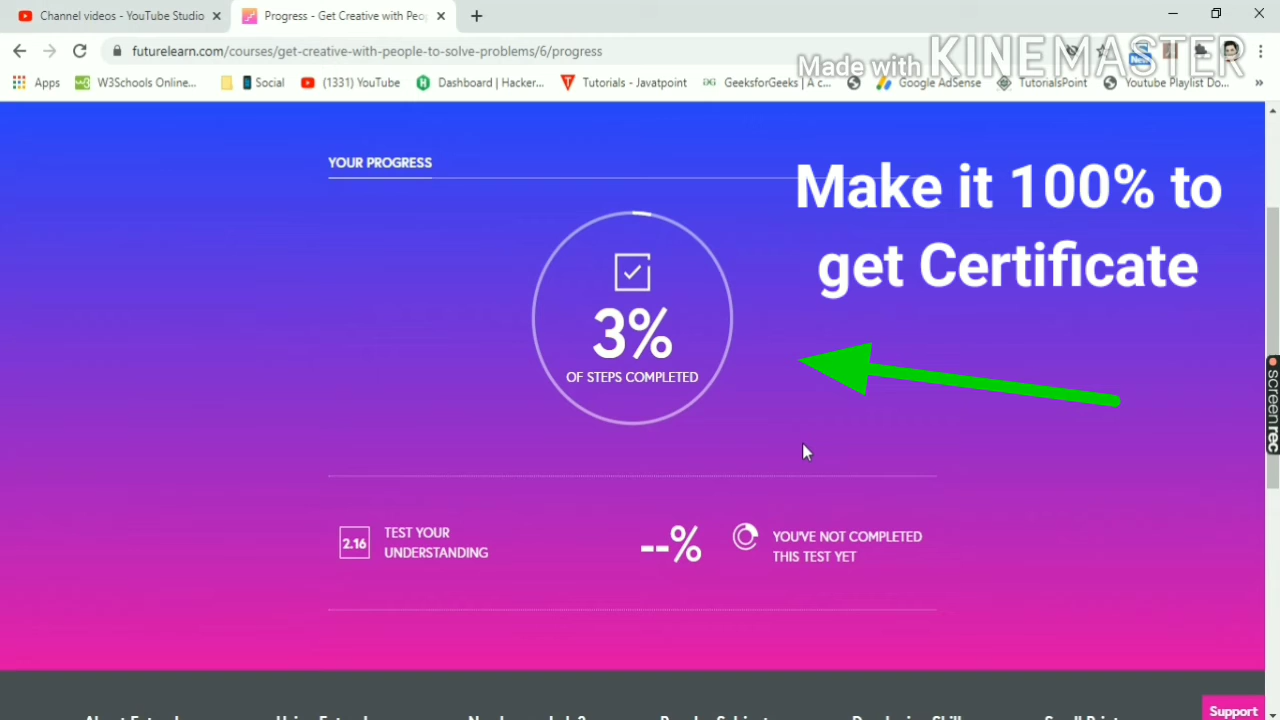 Channel videos - YouTube Studio
Progress - Get Creative with Peo
futurelearn.com/courses/get-creative-with-people-to-solve-problems/6/progress
Made with KINEMASTER
Apps
W3Schools Online...
Social
(1331) YouTube
Dashboard | Hacker...
Tutorials - Javatpoint
GeeksforGeeks | A c...
Google AdSense
TutorialsPoint
Youtube Playlist Do...
YOUR PROGRESS
Make it 100% to
get Certificate
3%
OF STEPS COMPLETED
2.16
TEST YOUR
UNDERSTANDING
--%
YOU'VE NOT COMPLETED
THIS TEST YET
screenrec
Support